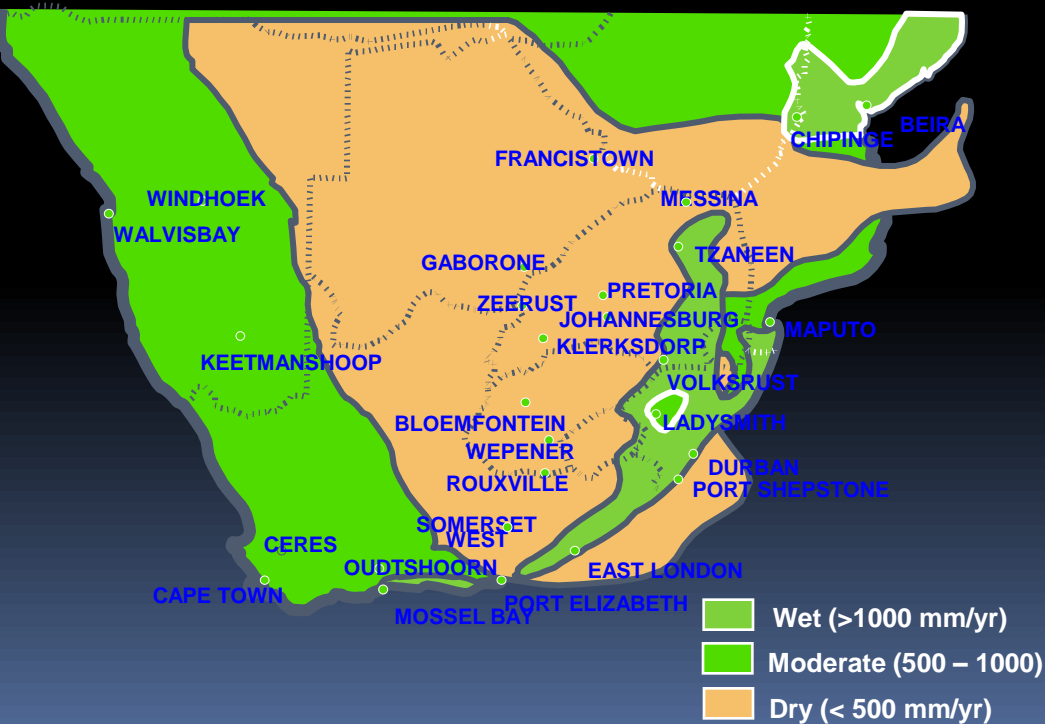 BEIRA
CHIPINGE
FRANCISTOWN
WINDHOEK
MESSINA
WALVISBAY
TZANEEN
GABORONE
PRETORIA
ZEERUST
JOHANNESBURG
MAPUTO
KLERKSDORP
KEETMANSHOOP
VOLKSRUST
BLOEMFONTEIN
LADYSMITH
WEPENER
DURBAN
ROUXVILLE
PORT SHEPSTONE
SOMERSET
WEST
CERES
OUDTSHOORN
EAST LONDON
CAPE TOWN
PORT ELIZABETH
MOSSEL BAY
Wet (>1000 mm/yr)
Moderate (500 – 1000)
Dry (< 500 mm/yr)